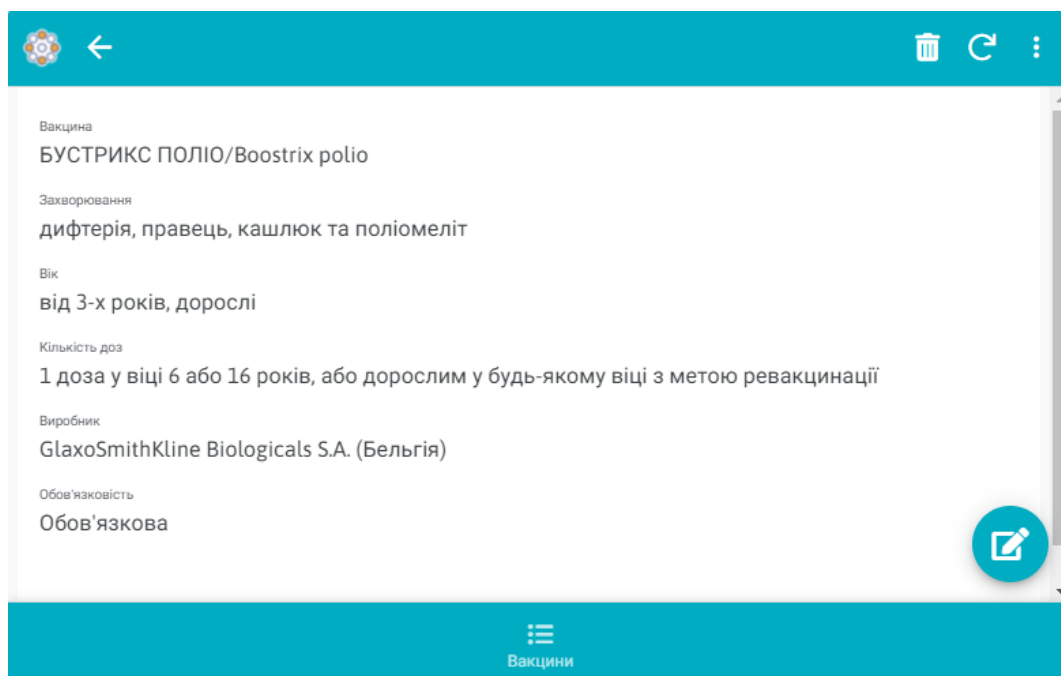 Вакцина
БУСТРИКС ПОЛІО/Boostrix polio
Захворювання
дифтерія, правець, кашлюк та поліомеліт
Вік
від 3-х років, дорослі
Кількість доз
1 доза у віці 6 або 16 років, або дорослим у будь-якому віці з метою ревакцинації
Виробник
GlaxoSmithKline Biologicals S.A. (Бельгія)
Обов'язковість
Обов'язкова
Вакцини